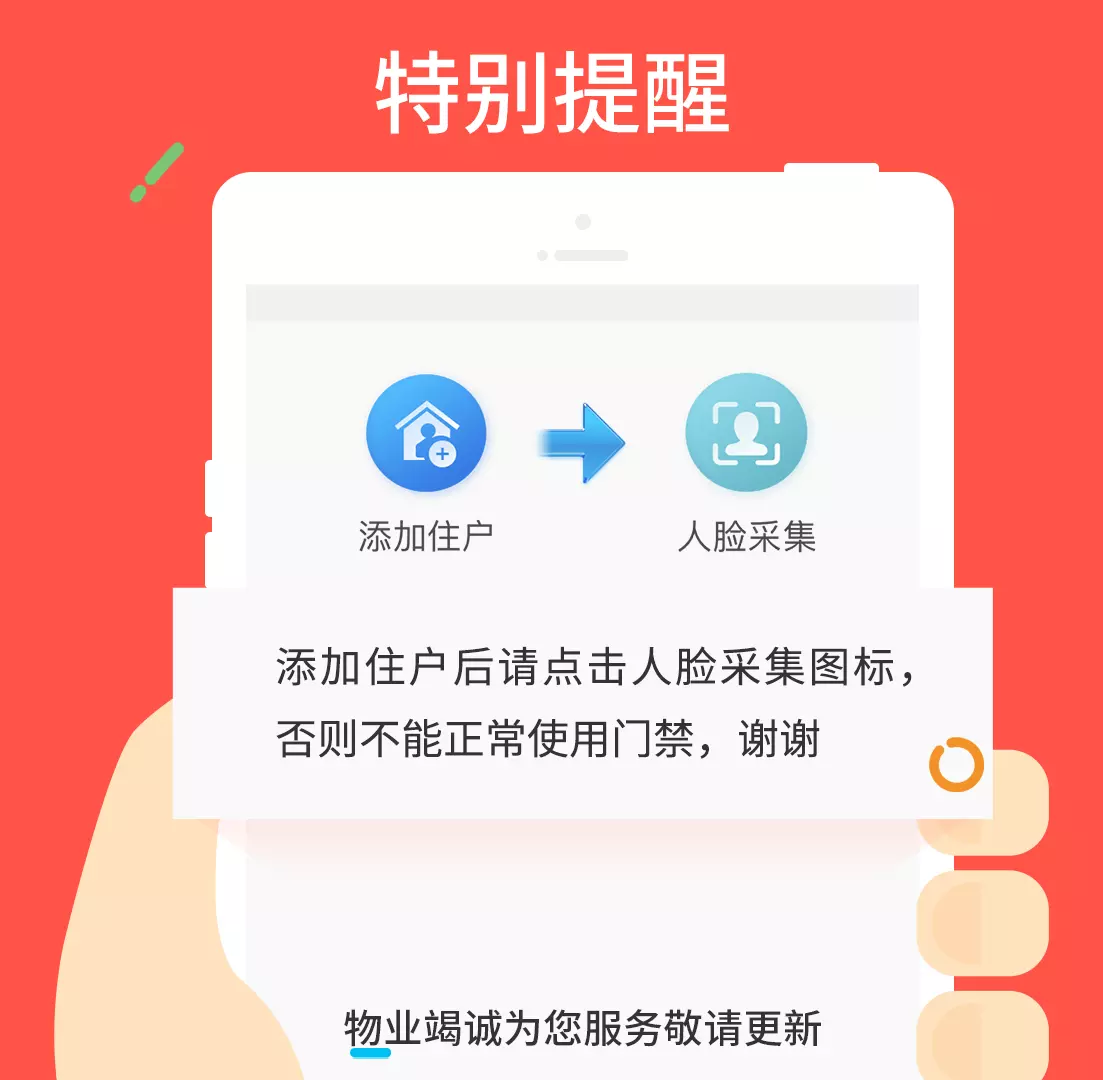 特别提醒
添加住户
人脸采集
添加住户后请点击人脸采集图标，
否则不能正常使用门禁，谢谢
物业竭诚为您服务敬请更新